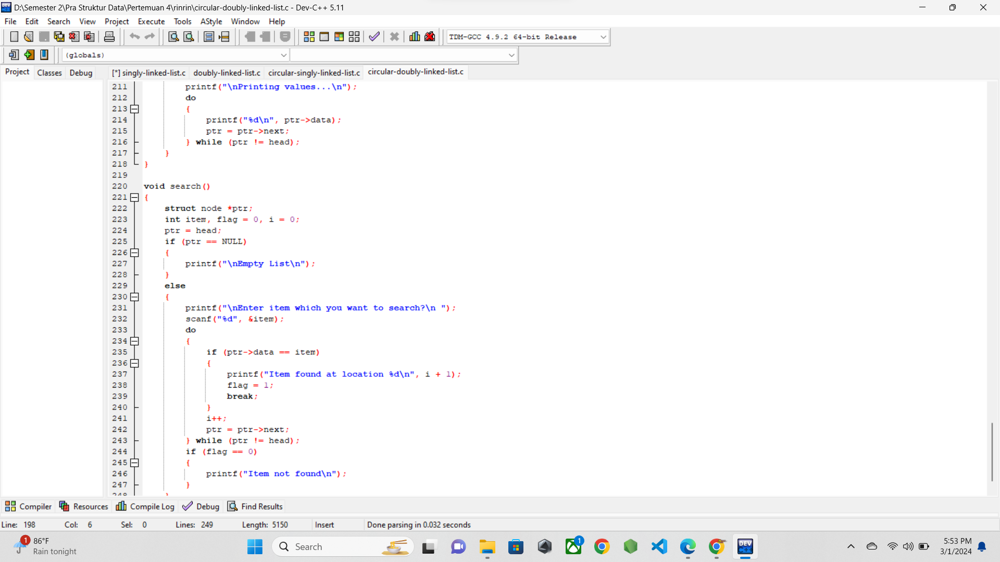 D:\Semester 2\Pra Struktur Data\Pertemuan 4\rinrin\circular-doubly-linked-list.c - Dev-C++ 5.11
File Edit Search View Project Execute Tools AStyle Window Help
TDM-GCC 4.9.2 64-bit Release
(globals)
Project Classes Debug [*] singly-linked-list.c doubly-linked-list.c circular-singly-linked-list.c circular-doubly-linked-list.c
211 printf("\nPrinting values...\n");
212 do
213 {
214 printf("%d\n", ptr->data);
215 ptr = ptr->next;
216 } while (ptr != head);
217 }
218 }
219
220 void search()
221 {
222 struct node *ptr;
223 int item, flag = 0, i = 0;
224 ptr = head;
225 if (ptr == NULL)
226 {
227 printf("\nEmpty List\n");
228 }
229 else
230 {
231 printf("\nEnter item which you want to search?\n ");
232 scanf("%d", &item);
233 do
234 {
235 if (ptr->data == item)
236 {
237 printf("Item found at location %d\n", i + 1);
238 flag = 1;
239 break;
240 }
241 i++;
242 ptr = ptr->next;
243 } while (ptr != head);
244 if (flag == 0)
245 {
246 printf("Item not found\n");
247 }
248 }
Compiler Resources Compile Log Debug Find Results
Line: 198 Col: 6 Sel: 0 Lines: 249 Length: 5150 Insert Done parsing in 0.032 seconds
1 86°F
Rain tonight
Search
1
DEV C++
5:53 PM
3/1/2024